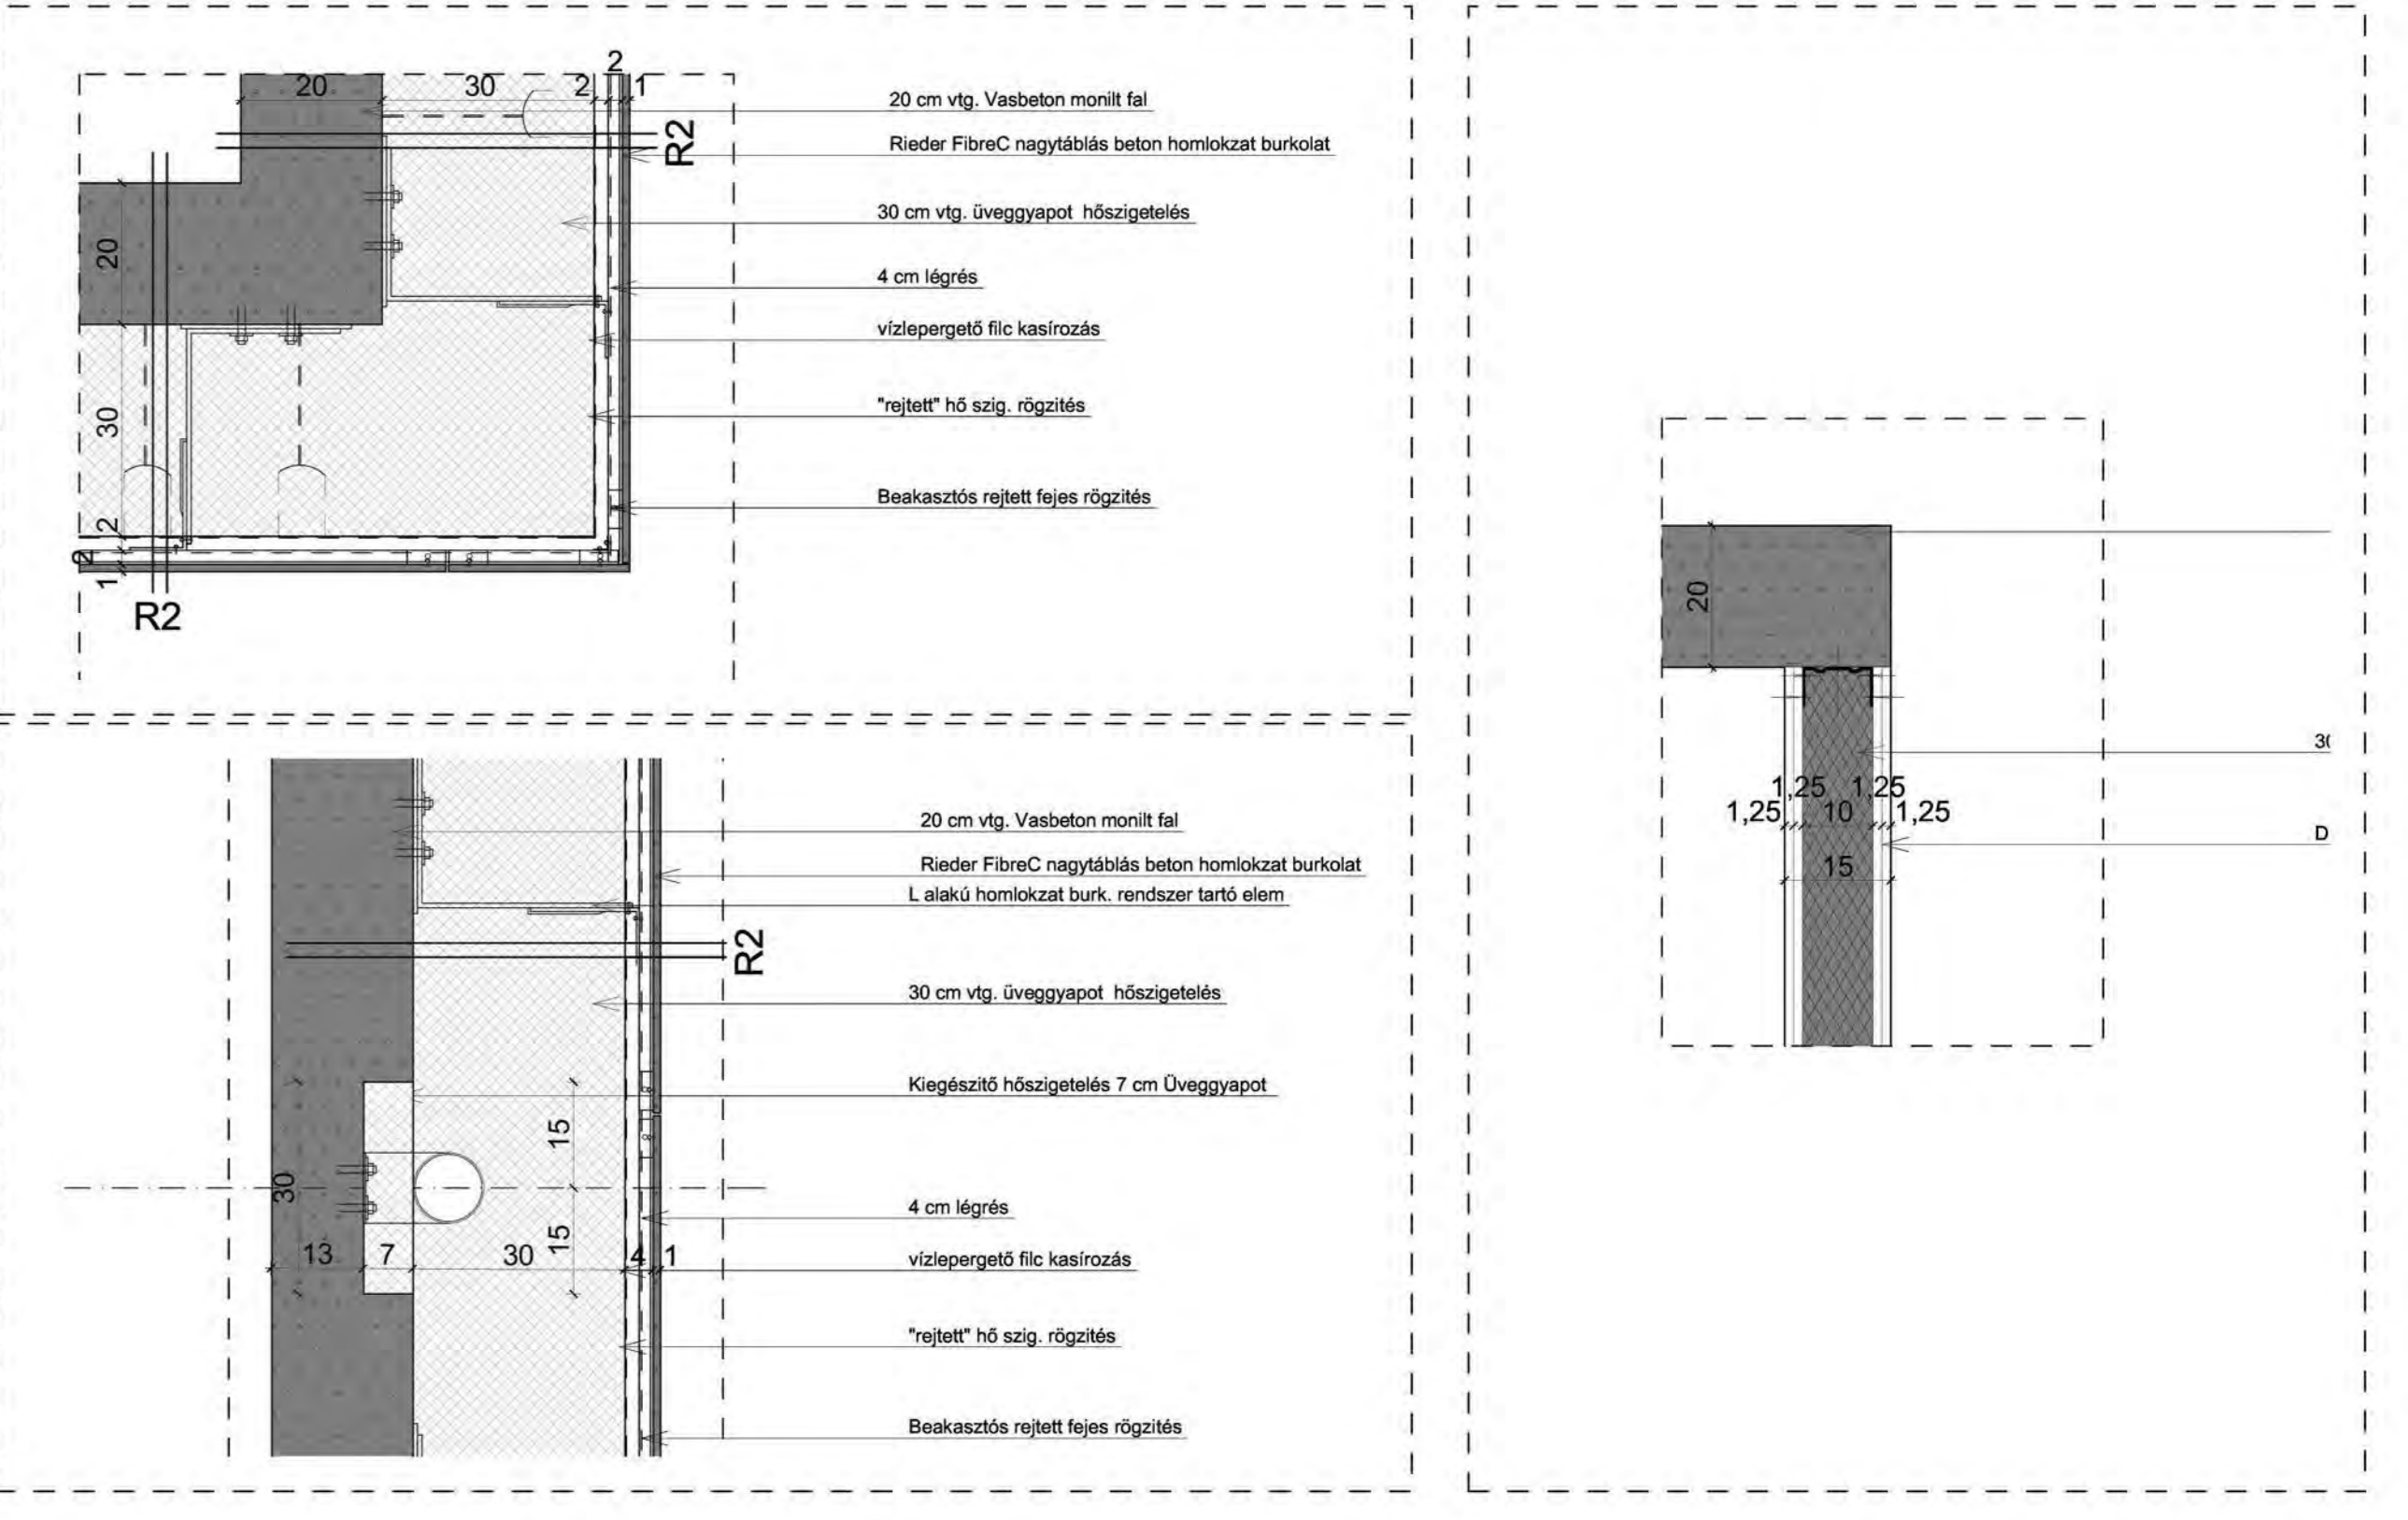 2
20
30
2
1
20 cm vtg. Vasbeton monilt fal
R2
Rieder FibreC nagytáblás beton homlokzat burkolat
30 cm vtg. üveggyapot hőszigetelés
20
4 cm légrés
vízlepergető filc kasírozás
30
"rejtett" hő szig. rögzités
Beakasztós rejtett fejes rögzités
2
2
1
R2
20 cm vtg. Vasbeton monilt fal
Rieder FibreC nagytáblás beton homlokzat burkolat
L alakú homlokzat burk. rendszer tartó elem
R2
30 cm vtg. üveggyapot hőszigetelés
Kiegészitő hőszigetelés 7 cm Üveggyapot
15
30
4 cm légrés
15
13
7
30
4
1
vízlepergető filc kasírozás
"rejtett" hő szig. rögzités
Beakasztós rejtett fejes rögzités
20
30
1,25 1,25
1,25 10 1,25
D
15